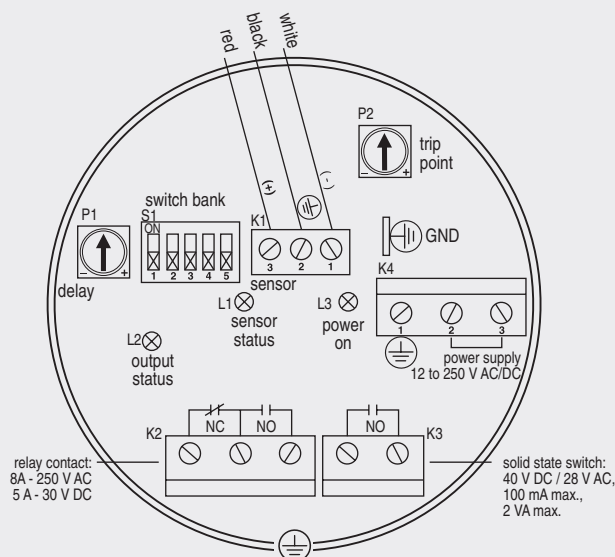 red
black
white
(+)
(-)
P2
trip
point
- +
P1
- +
delay
switch bank
S1
ON
1 2 3 4 5
K1
3 2 1
sensor
GND
K4
1 2 3
power supply
12 to 250 V AC/DC
L1
sensor
status
L3
power
on
L2
output
status
K2
NC NO
NO
K3
relay contact:
8A - 250 V AC
5 A - 30 V DC
solid state switch:
40 V DC / 28 V AC,
100 mA max.,
2 VA max.